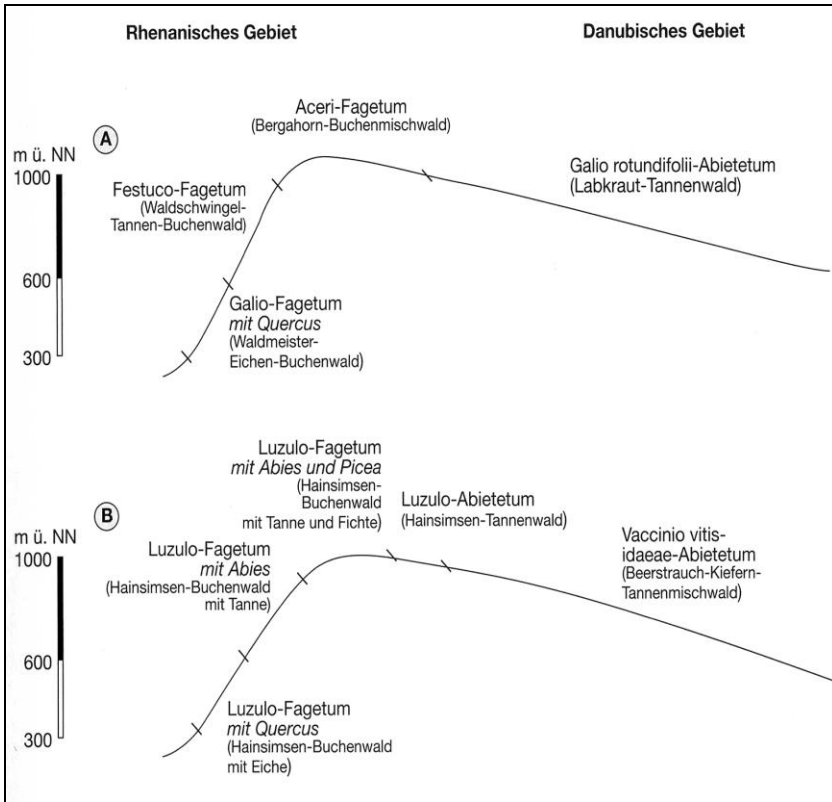 Rhenanisches Gebiet
Danubisches Gebiet
A
m ü. NN
1000
600
300
Aceri-Fagetum
(Bergahorn-Buchenmischwald)
Festuco-Fagetum
(Waldschwingel-
Tannen-Buchenwald)
Galio-Fagetum
mit Quercus
(Waldmeister-
Eichen-Buchenwald)
Galio rotundifolii-Abietetum
(Labkraut-Tannenwald)
B
m ü. NN
1000
600
300
Luzulo-Fagetum
mit Abies und Picea
(Hainsimsen-
Buchenwald
mit Tanne und Fichte)
Luzulo-Abietetum
(Hainsimsen-Tannenwald)
Luzulo-Fagetum
mit Abies
(Hainsimsen-Buchenwald
mit Tanne)
Vaccinio vitis-
idaeae-Abietetum
(Beerstrauch-Kiefern-
Tannenmischwald)
Luzulo-Fagetum
mit Quercus
(Hainsimsen-Buchenwald
mit Eiche)